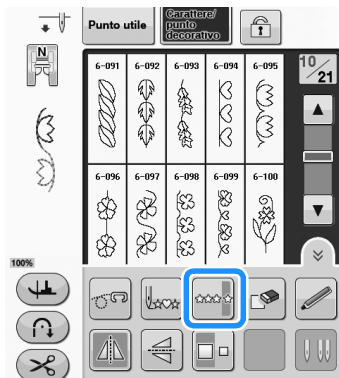 Punto utile
Carattere/
punto
decorativo
N
6-091 6-092 6-093 6-094 6-095
10/21
6-096 6-097 6-098 6-099 6-100
100%